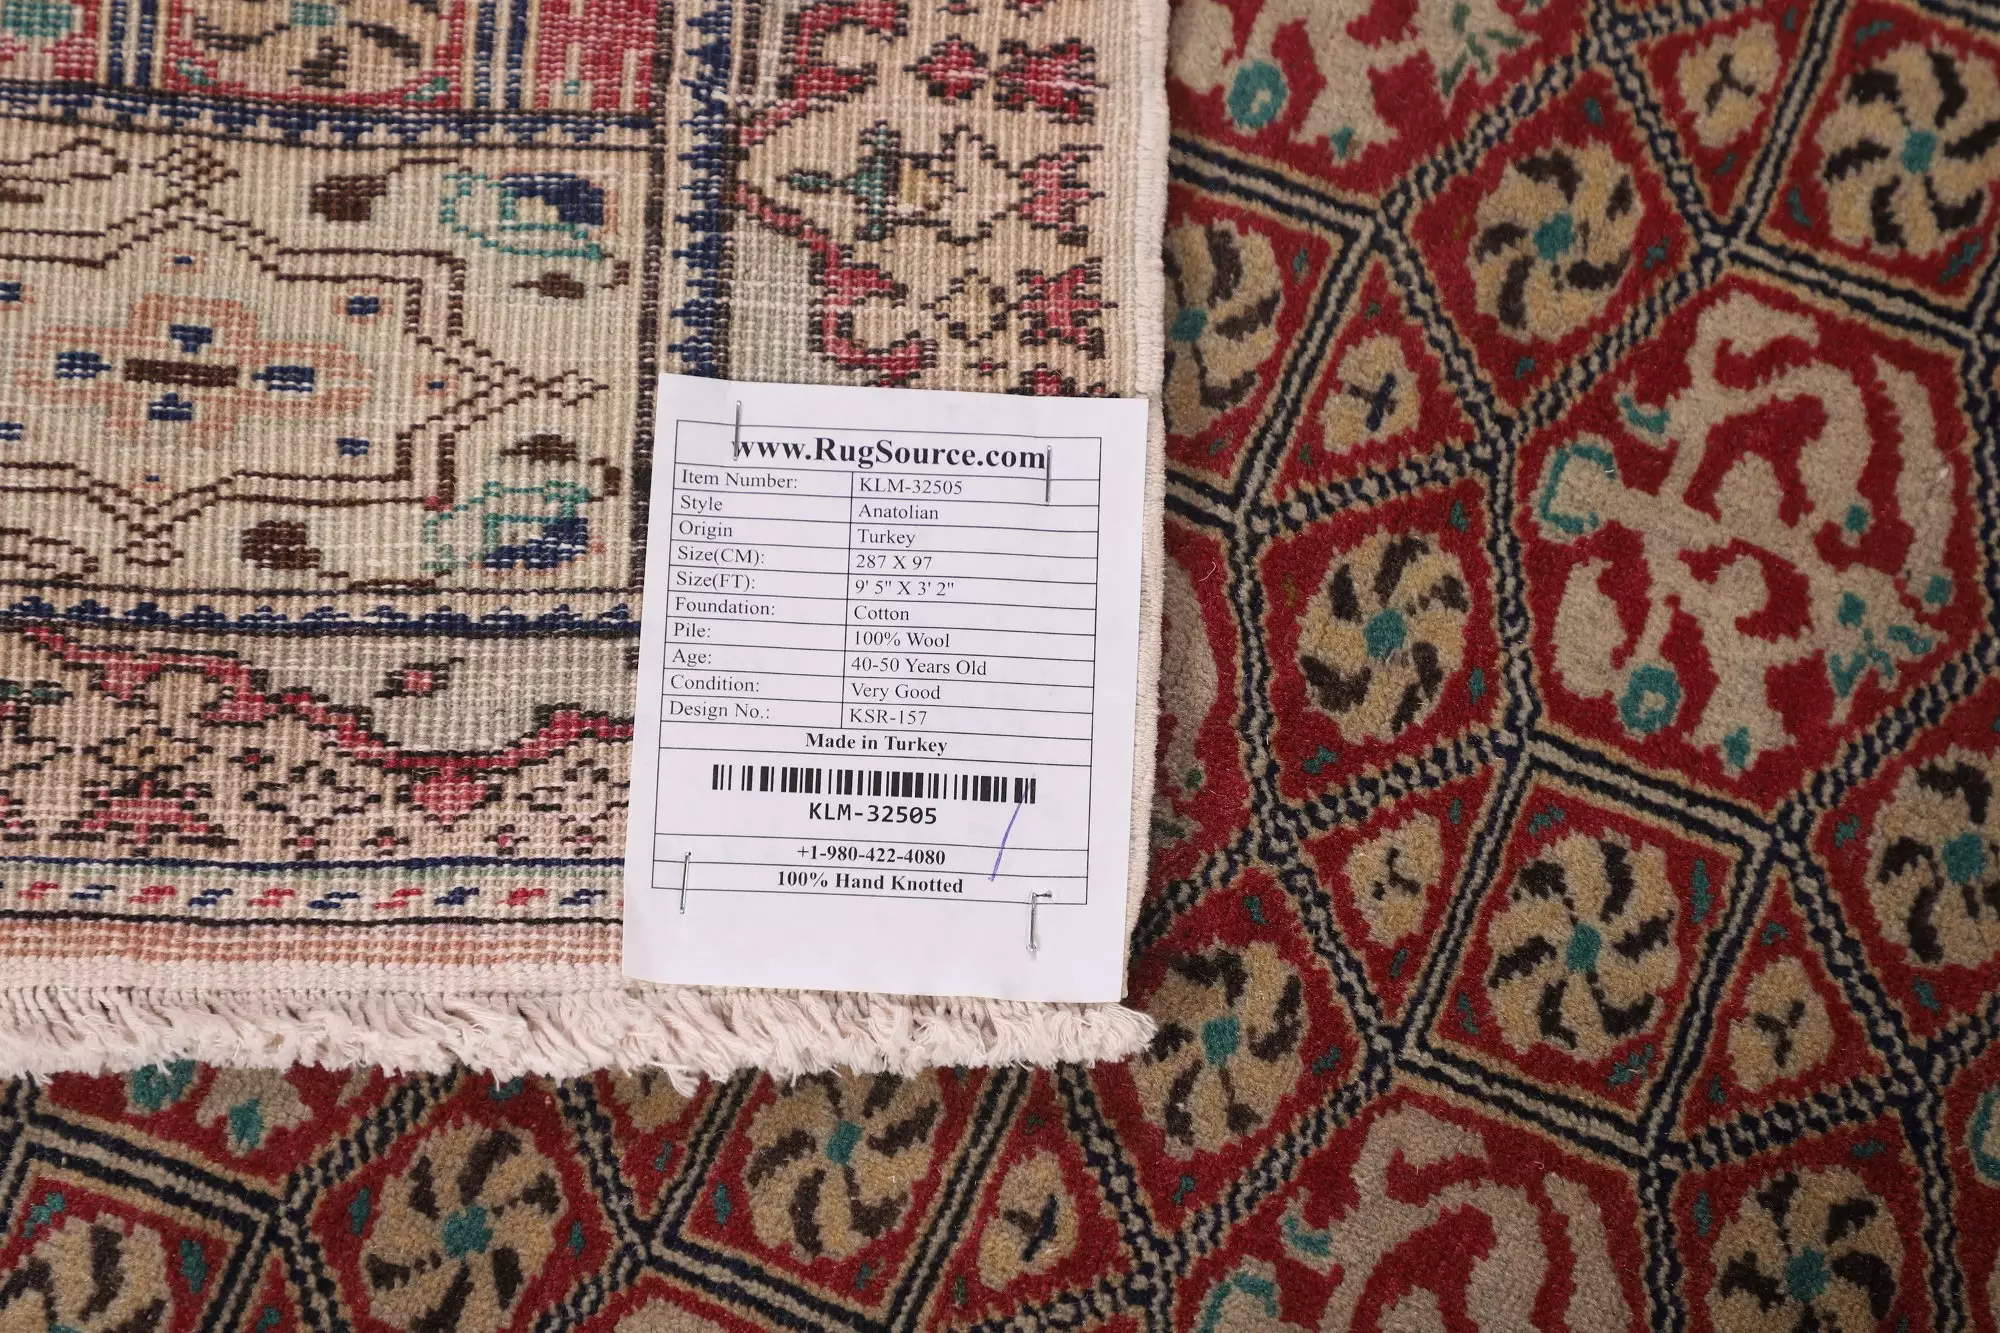 www.RugSource.com
Item Number: KLM-32505
Style Anatolian
Origin Turkey
Size(CM): 287 X 97
Size(FT): 9' 5" X 3' 2"
Foundation: Cotton
Pile: 100% Wool
Age: 40-50 Years Old
Condition: Very Good
Design No.: KSR-157
Made in Turkey
KLM-32505
+1-980-422-4080
100% Hand Knotted